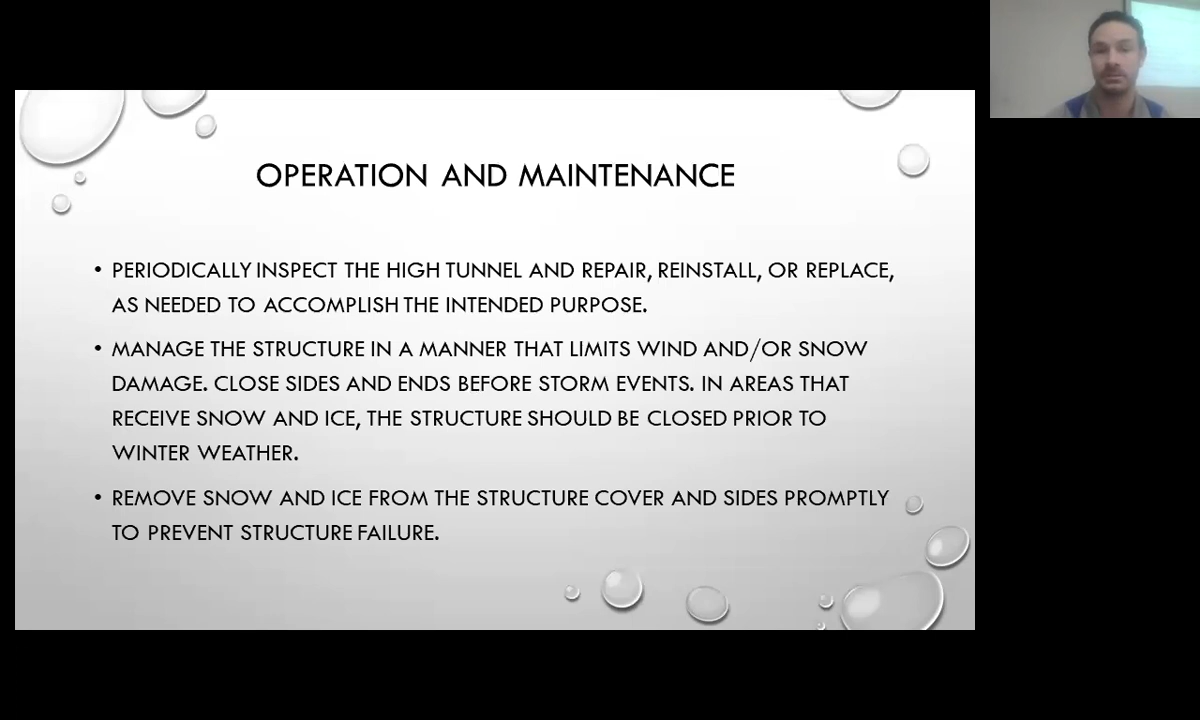 OPERATION AND MAINTENANCE
• PERIODICALLY INSPECT THE HIGH TUNNEL AND REPAIR, REINSTALL, OR REPLACE,
AS NEEDED TO ACCOMPLISH THE INTENDED PURPOSE.
• MANAGE THE STRUCTURE IN A MANNER THAT LIMITS WIND AND/OR SNOW
DAMAGE. CLOSE SIDES AND ENDS BEFORE STORM EVENTS. IN AREAS THAT
RECEIVE SNOW AND ICE, THE STRUCTURE SHOULD BE CLOSED PRIOR TO
WINTER WEATHER.
• REMOVE SNOW AND ICE FROM THE STRUCTURE COVER AND SIDES PROMPTLY
TO PREVENT STRUCTURE FAILURE.